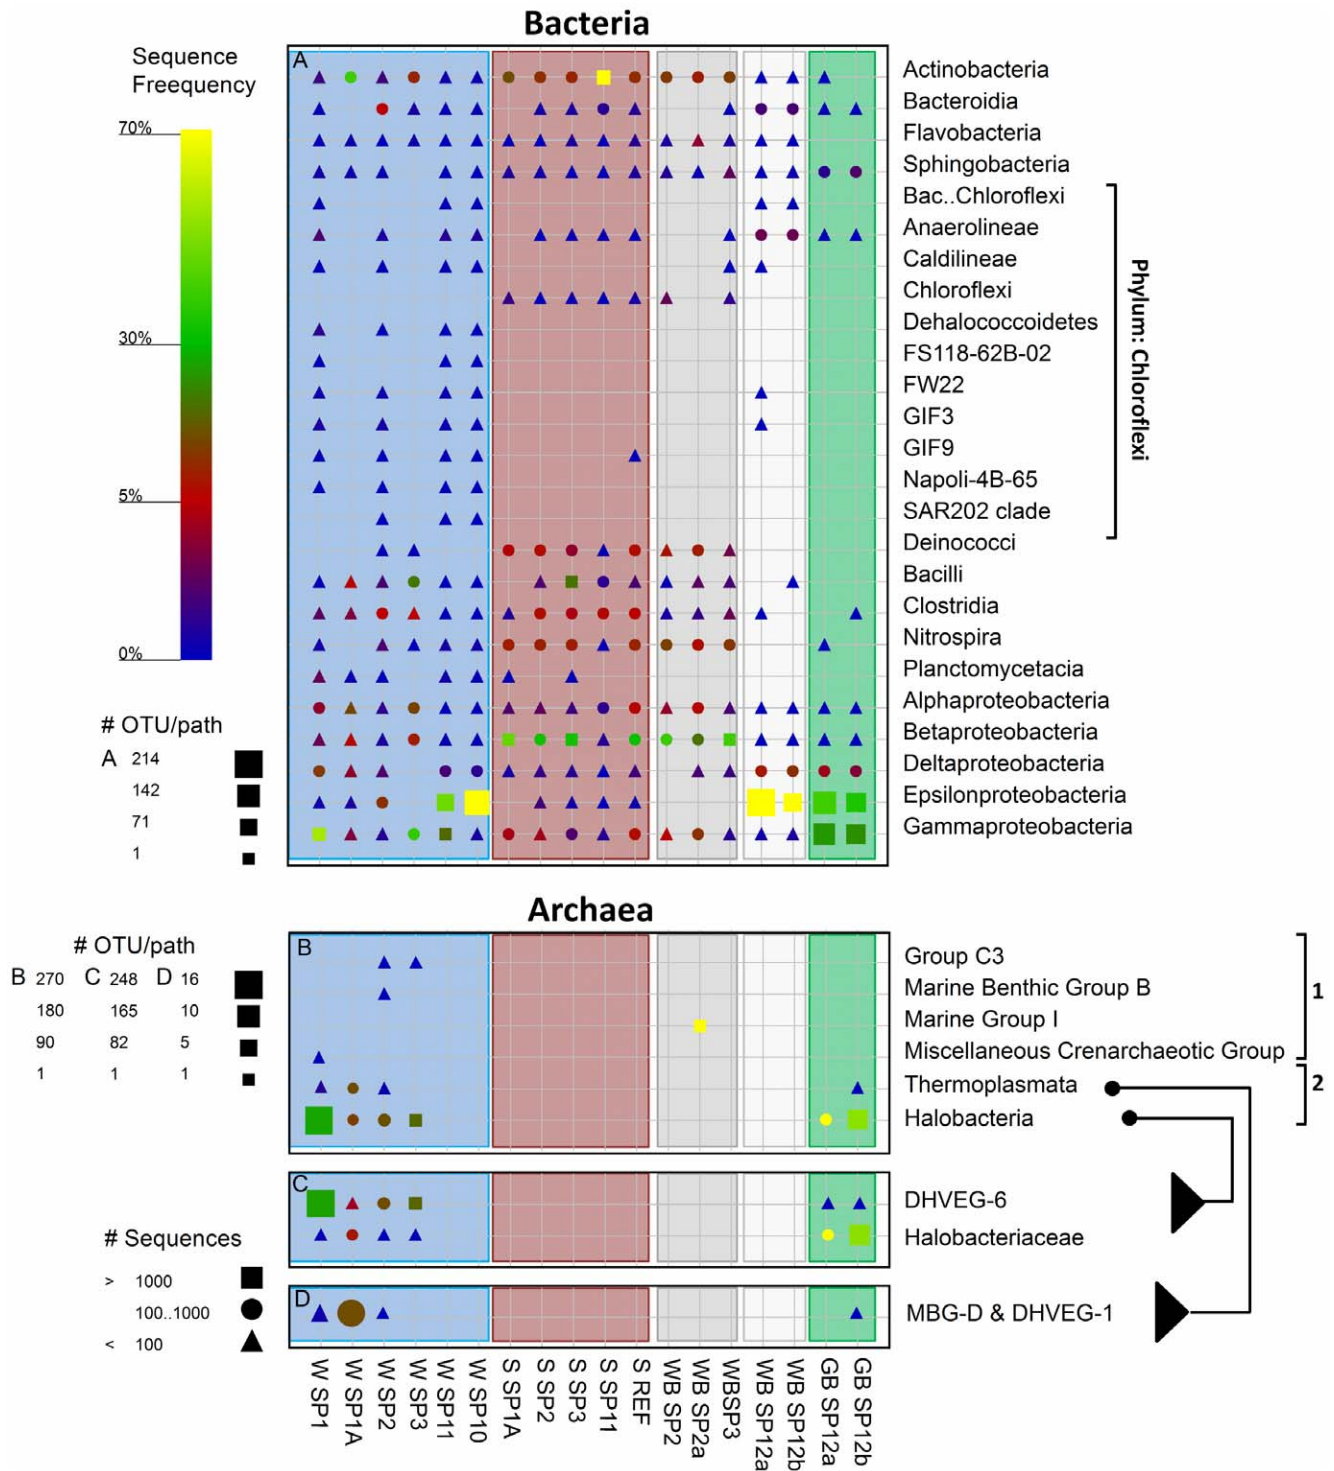 Bacteria
Sequence
Freequency
70%
30%
5%
0%
A
Actinobacteria
Bacteroidia
Flavobacteria
Sphingobacteria
Bac..Chloroflexi
Anaerolineae
Caldilineae
Chloroflexi
Dehalococcoidetes
FS118-62B-02
FW22
GIF3
GIF9
Napoli-4B-65
SAR202 clade
Deinococci
Bacilli
Clostridia
Nitrospira
Planctomycetacia
Alphaproteobacteria
Betaproteobacteria
Deltaproteobacteria
Epsilonproteobacteria
Gammaproteobacteria
Phylum: Chloroflexi
# OTU/path
A 214
142
71
1
Archaea
# OTU/path
B 270 C 248 D 16
180 165 10
90 82 5
1 1 1
B
Group C3
Marine Benthic Group B
Marine Group I
Miscellaneous Crenarchaeotic Group
Thermoplasmata
Halobacteria
1
2
C
DHVEG-6
Halobacteriaceae
# Sequences
> 1000
100..1000
< 100
D
MBG-D & DHVEG-1
W SP1
W SP1A
W SP2
W SP3
W SP11
W SP10
S SP1A
S SP2
S SP3
S SP11
S REF
WB SP2
WB SP2a
WBSP3
WB SP12a
WB SP12b
GB SP12a
GB SP12b